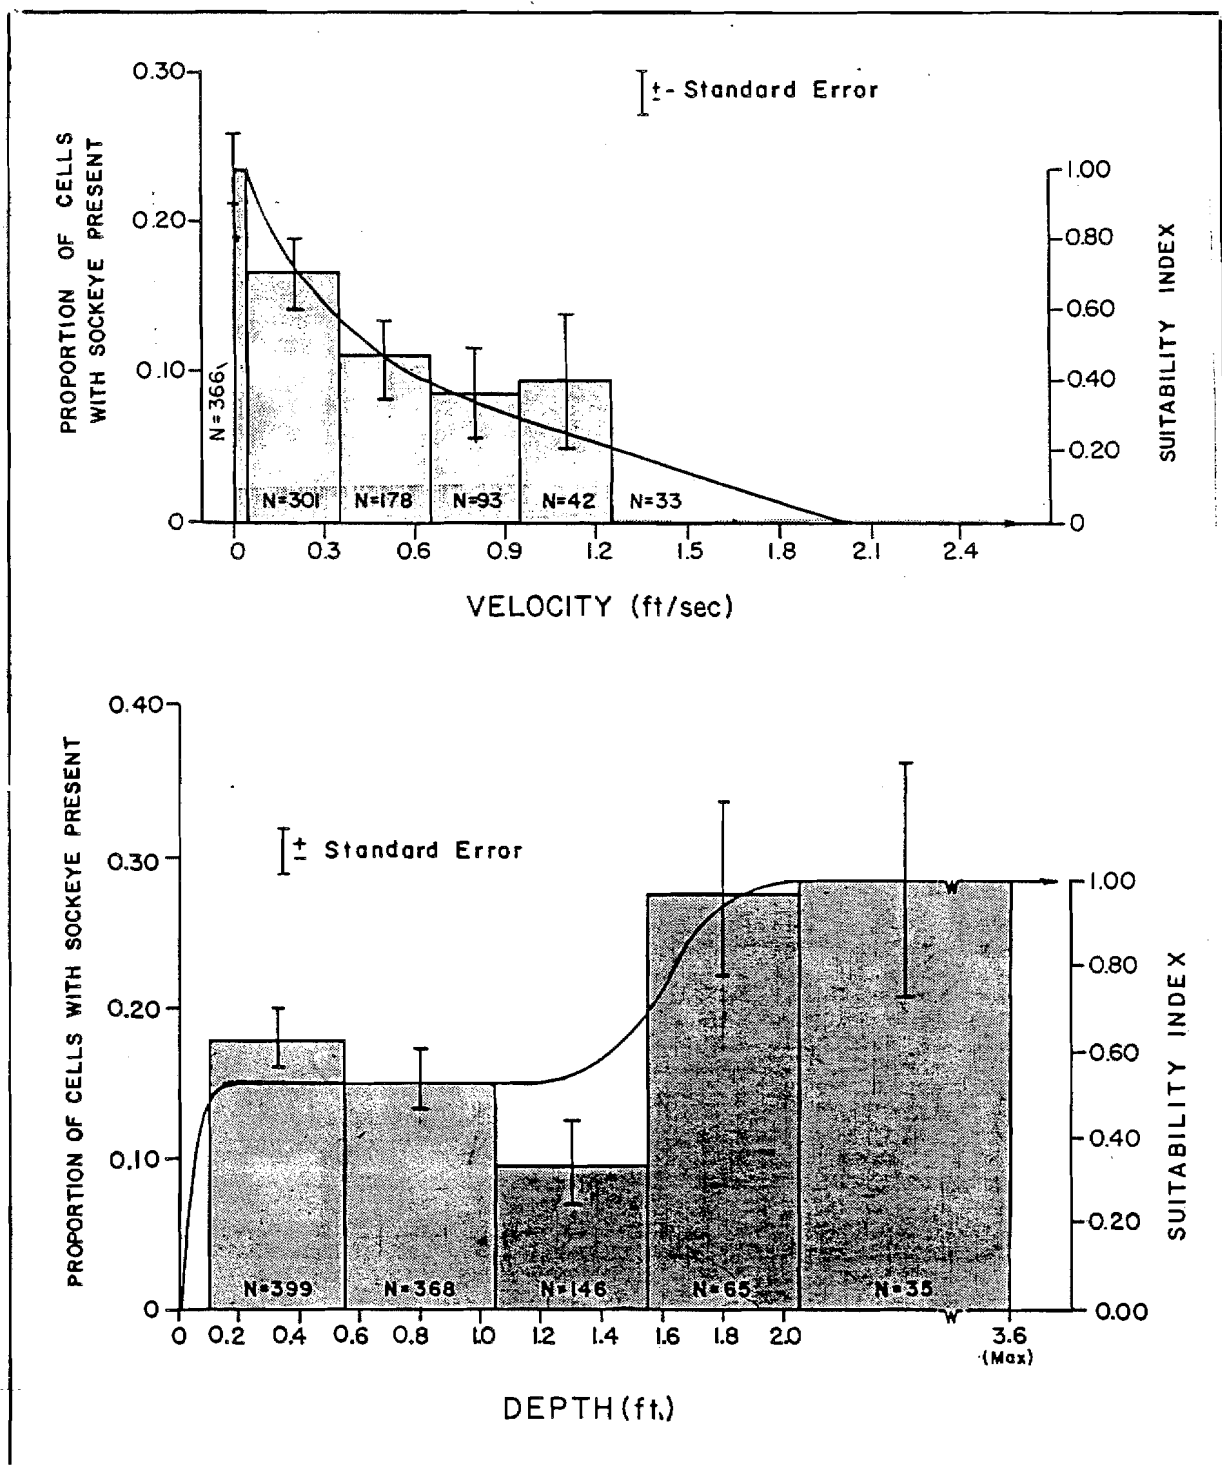 0.30
0.20
0.10
0
PROPORTION OF CELLS
WITH SOCKEYE PRESENT
± - Standard Error
1.00
0.80
0.60
0.40
0.20
0
SUITABILITY INDEX
N=366
N=301
N=178
N=93
N=42
N=33
0 0.3 0.6 0.9 1.2 1.5 1.8 2.1 2.4
VELOCITY (ft/sec)
0.40
0.30
0.20
0.10
0
PROPORTION OF CELLS WITH SOCKEYE PRESENT
± Standard Error
1.00
0.80
0.60
0.40
0.20
0.00
SUITABILITY INDEX
N=399
N=368
N=146
N=65
N=35
0 0.2 0.4 0.6 0.8 1.0 1.2 1.4 1.6 1.8 2.0 3.6
(Max)
DEPTH (ft.)